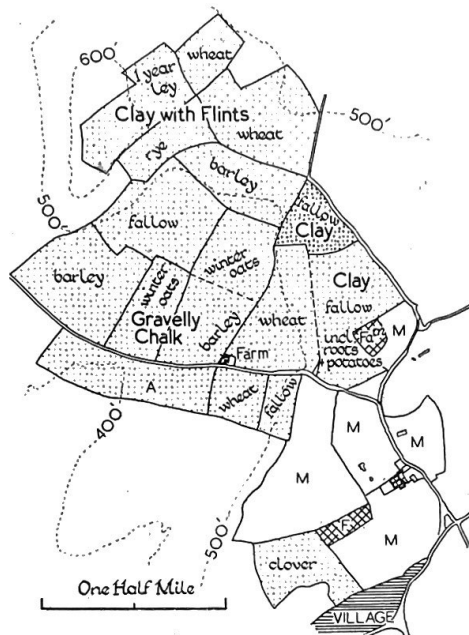 600'
1 year
ley
wheat
500'
Clay with Flints
wheat
rye
barley
fallow
Clay
500'
fallow
winter
oats
Clay
fallow
barley
winter
oats
Gravelly
Chalk
barley
wheat
incl.
roots
+ potatoes
M
Farm
A
wheat
fallow
400'
M
M
M
500'
F
M
clover
One Half Mile
VILLAGE